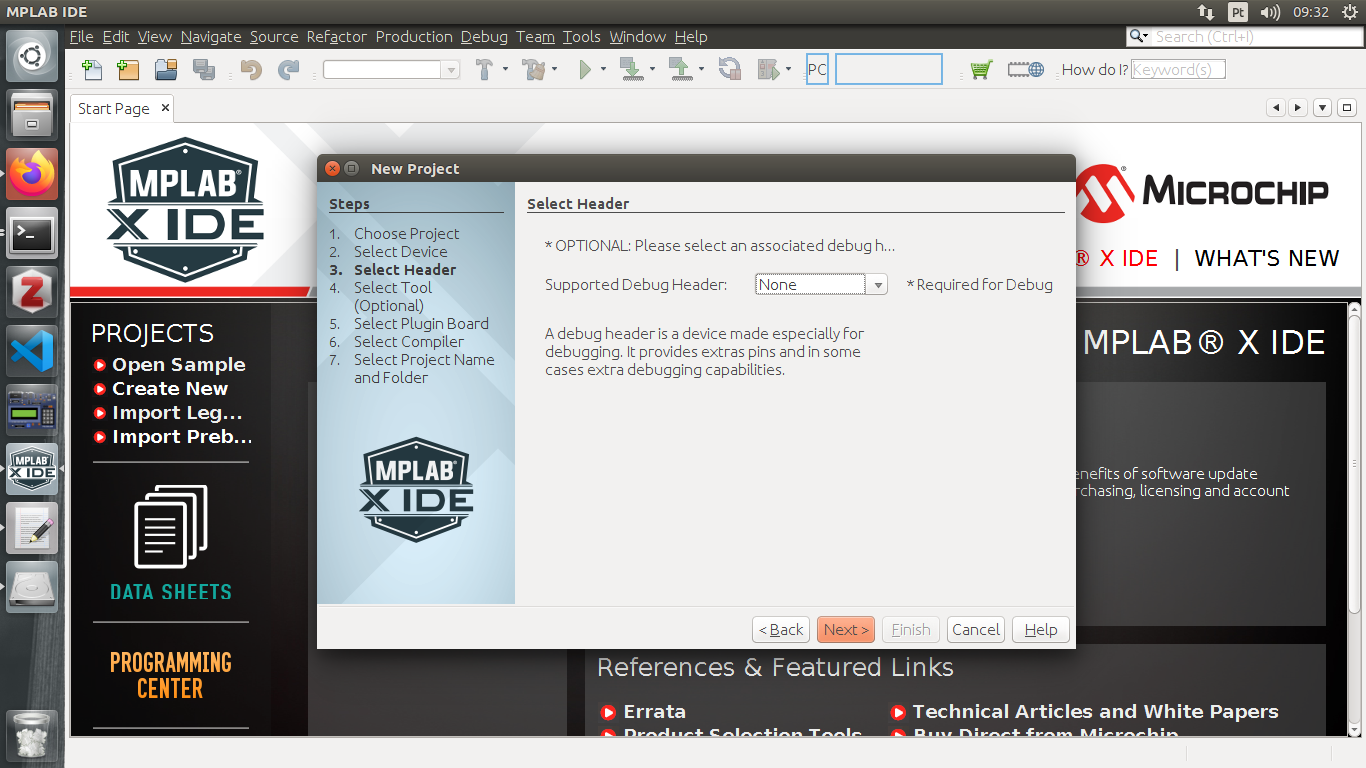 MPLAB IDE
Pt
09:32
File Edit View Navigate Source Refactor Production Debug Team Tools Window Help
Search (Ctrl+I)
PC
How do I?
Keyword(s)
Start Page
MPLAB®
X IDE
MICROCHIP
® X IDE | WHAT'S NEW
New Project
Steps
1. Choose Project
2. Select Device
3. Select Header
4. Select Tool
(Optional)
5. Select Plugin Board
6. Select Compiler
7. Select Project Name
and Folder
MPLAB®
X IDE
Select Header
* OPTIONAL: Please select an associated debug h...
Supported Debug Header:
None
* Required for Debug
A debug header is a device made especially for
debugging. It provides extras pins and in some
cases extra debugging capabilities.
< Back
Next >
Finish
Cancel
Help
PROJECTS
Open Sample
Create New
Import Leg...
Import Preb...
DATA SHEETS
PROGRAMMING
CENTER
MPLAB® X IDE
enefits of software update
rchasing, licensing and account
References & Featured Links
Errata
Technical Articles and White Papers
Product Selection Tools
Buy Direct from Microchip
MPLAB
X IDE